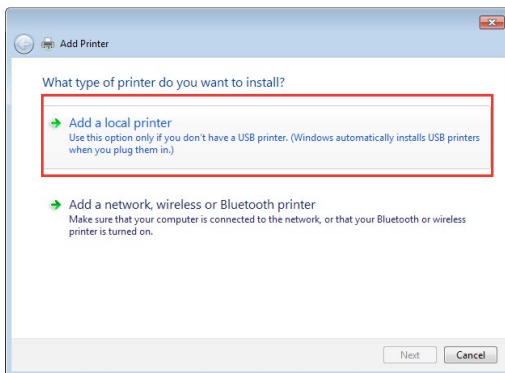 Add Printer
What type of printer do you want to install?
Add a local printer
Use this option only if you don't have a USB printer. (Windows automatically installs USB printers
when you plug them in.)
Add a network, wireless or Bluetooth printer
Make sure that your computer is connected to the network, or that your Bluetooth or wireless
printer is turned on.
Next Cancel